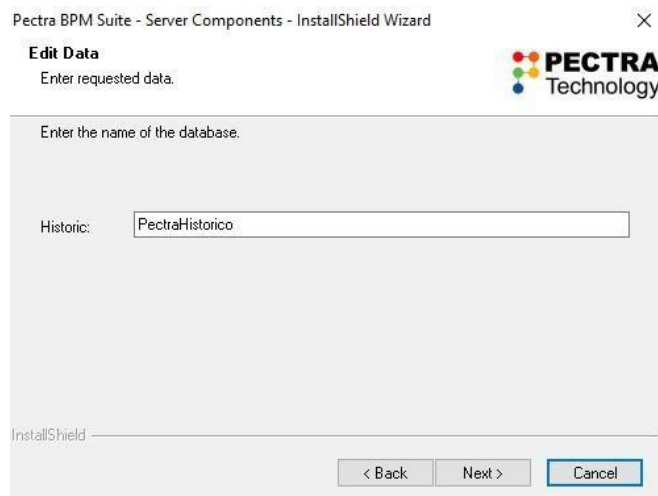 Pectra BPM Suite - Server Components - InstallShield Wizard
Edit Data
Enter requested data.
PECTRA
Technology
Enter the name of the database.
Historic: PectraHistorico
InstallShield
< Back Next > Cancel